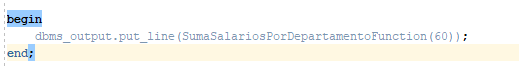 begin
    dbms_output.put_line(SumaSalariosPorDepartamentoFunction(60));
end;